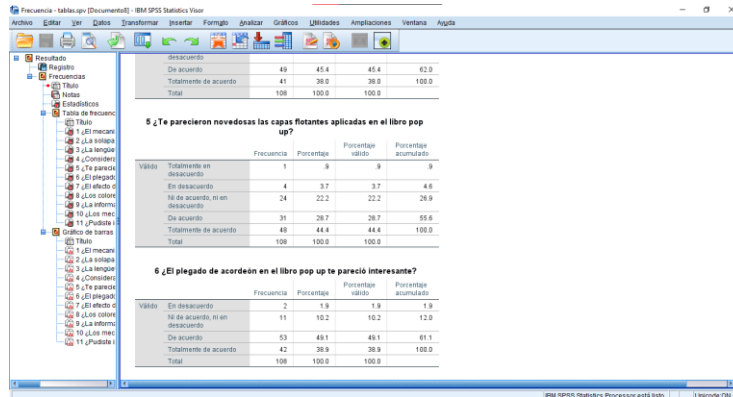 Frecuencia - tablas.spv [Documento8] - IBM SPSS Statistics Visor
Archivo Editar Ver Datos Transformar Insertar Formato Analizar Gráficos Utilidades Ampliaciones Ventana Ayuda
Resultado
Registro
Frecuencias
Título
Notas
Estadísticos
Tabla de frecuenc
Título
1 ¿El mecani
2 ¿La solapa
3 ¿La lengüe
4 ¿Considera
5 ¿Te parecie
6 ¿El plegado
7 ¿El efecto d
8 ¿Los colore
9 ¿La informa
10 ¿Los mec
11 ¿Pudiste i
Gráfico de barras
Título
1 ¿El mecani
2 ¿La solapa
3 ¿La lengüe
4 ¿Considera
5 ¿Te parecie
6 ¿El plegado
7 ¿El efecto d
8 ¿Los colore
9 ¿La informa
10 ¿Los mec
11 ¿Pudiste i
desacuerdo
De acuerdo 49 45.4 45.4 62.0
Totalmente de acuerdo 41 38.0 38.0 100.0
Total 108 100.0 100.0
5 ¿Te parecieron novedosas las capas flotantes aplicadas en el libro pop
up?
Frecuencia Porcentaje Porcentaje válido Porcentaje acumulado
Válido Totalmente en desacuerdo 1 .9 .9 .9
En desacuerdo 4 3.7 3.7 4.6
Ni de acuerdo, ni en desacuerdo 24 22.2 22.2 26.9
De acuerdo 31 28.7 28.7 55.6
Totalmente de acuerdo 48 44.4 44.4 100.0
Total 108 100.0 100.0
6 ¿El plegado de acordeón en el libro pop up te pareció interesante?
Frecuencia Porcentaje Porcentaje válido Porcentaje acumulado
Válido En desacuerdo 2 1.9 1.9 1.9
Ni de acuerdo, ni en desacuerdo 11 10.2 10.2 12.0
De acuerdo 53 49.1 49.1 61.1
Totalmente de acuerdo 42 38.9 38.9 100.0
Total 108 100.0 100.0
IBM SPSS Statistics Processor está listo Unicode:ON